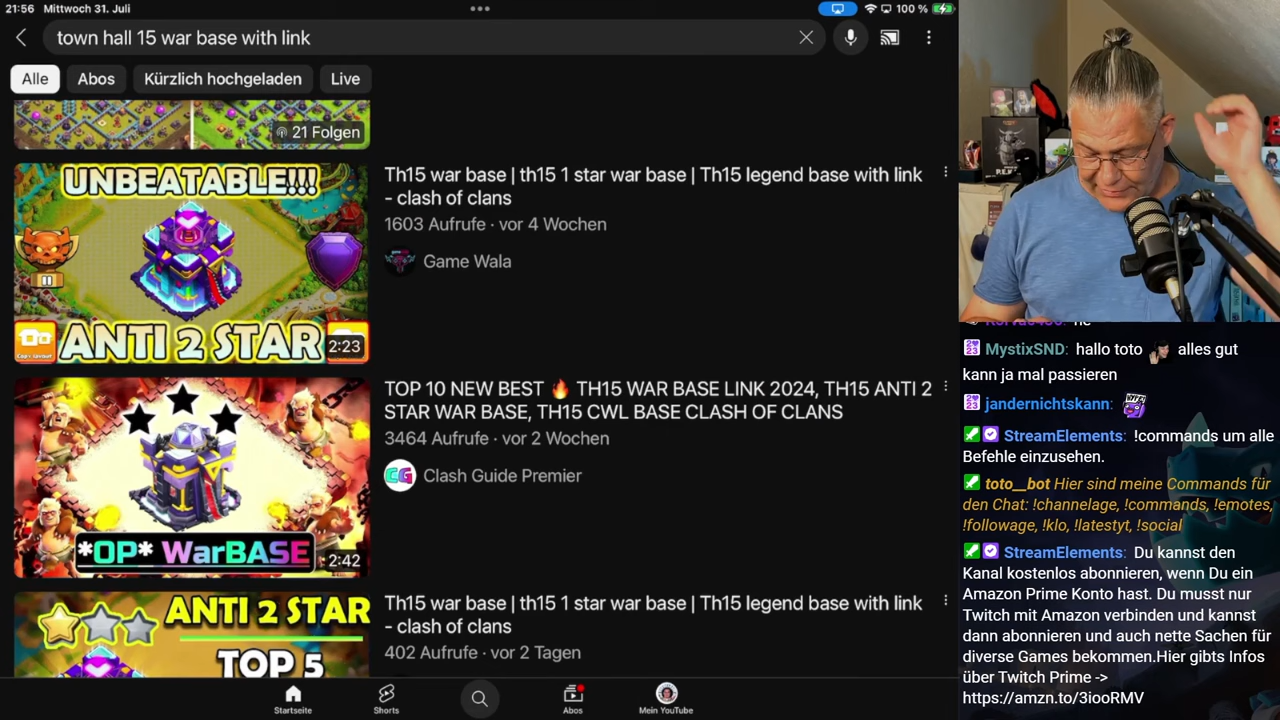 21:56 Mittwoch 31. Juli
100 %
town hall 15 war base with link
Alle
Abos
Kürzlich hochgeladen
Live
21 Folgen
UNBEATABLE!!!
ANTI 2 STAR
2:23
Th15 war base | th15 1 star war base | Th15 legend base with link
- clash of clans
1603 Aufrufe · vor 4 Wochen
Game Wala
*OP* WarBASE
2:42
TOP 10 NEW BEST 🔥 TH15 WAR BASE LINK 2024, TH15 ANTI 2
STAR WAR BASE, TH15 CWL BASE CLASH OF CLANS
3464 Aufrufe · vor 2 Wochen
CG
Clash Guide Premier
ANTI 2 STAR
TOP 5
Th15 war base | th15 1 star war base | Th15 legend base with link
- clash of clans
402 Aufrufe · vor 2 Tagen
Startseite
Shorts
Abos
Mein YouTube
MystixSND: hallo toto alles gut
kann ja mal passieren
jandernichtskann:
StreamElements: !commands um alle
Befehle einzusehen.
toto__bot Hier sind meine Commands für
den Chat: !channelage, !commands, !emotes,
!followage, !klo, !latestyt, !social
StreamElements: Du kannst den
Kanal kostenlos abonnieren, wenn Du ein
Amazon Prime Konto hast. Du musst nur
Twitch mit Amazon verbinden und kannst
dann abonnieren und auch nette Sachen für
diverse Games bekommen.Hier gibts Infos
über Twitch Prime ->
https://amzn.to/3iooRMV